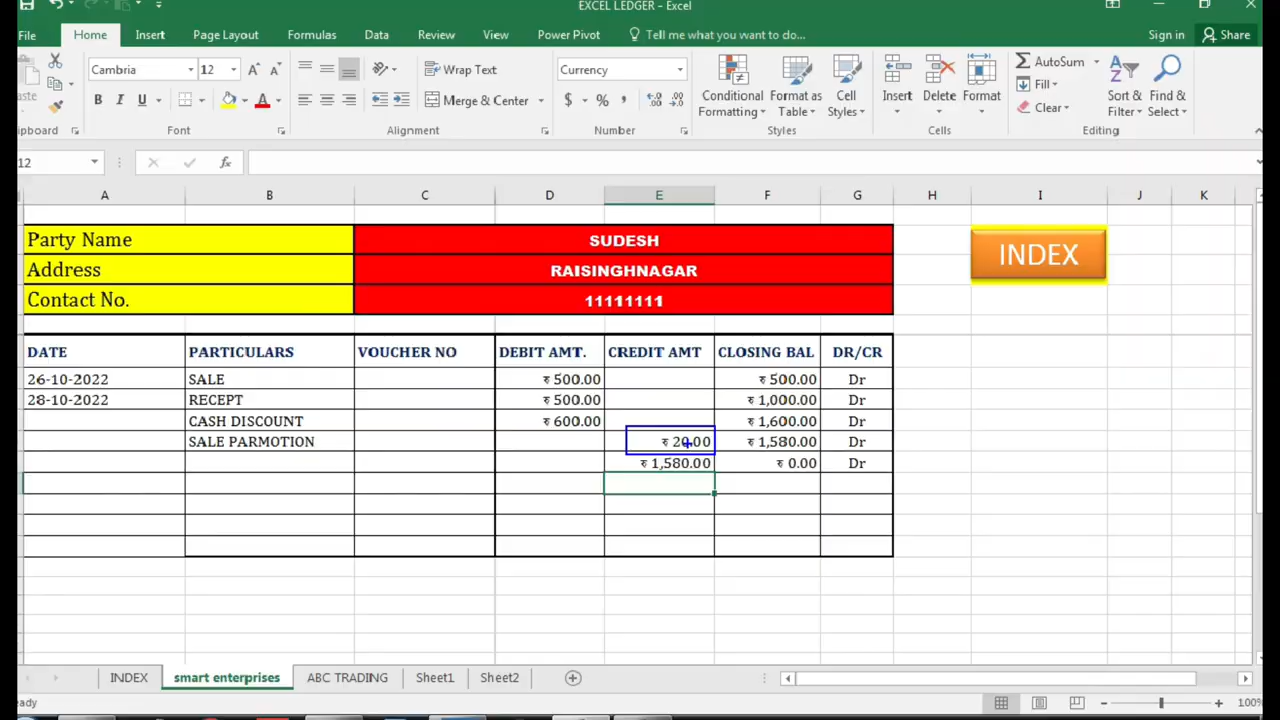 EXCEL LEDGER - Excel
File Home Insert Page Layout Formulas Data Review View Power Pivot Tell me what you want to do... Sign in Share
Cambria 12 Wrap Text Currency AutoSum
Fill
Merge & Center $ % Conditional Formatting Format as Table Cell Styles Insert Delete Format Clear Sort & Filter Find & Select
Font Alignment Number Styles Cells Editing
12 fx
A B C D E F G H I J K
Party Name SUDESH INDEX
Address RAISINGHNAGAR
Contact No. 11111111
DATE PARTICULARS VOUCHER NO DEBIT AMT. CREDIT AMT CLOSING BAL DR/CR
26-10-2022 SALE ₹ 500.00 ₹ 500.00 Dr
28-10-2022 RECEPT ₹ 500.00 ₹ 1,000.00 Dr
CASH DISCOUNT ₹ 600.00 ₹ 1,600.00 Dr
SALE PARMOTION ₹ 20.00 ₹ 1,580.00 Dr
₹ 1,580.00 ₹ 0.00 Dr
INDEX smart enterprises ABC TRADING Sheet1 Sheet2
100%